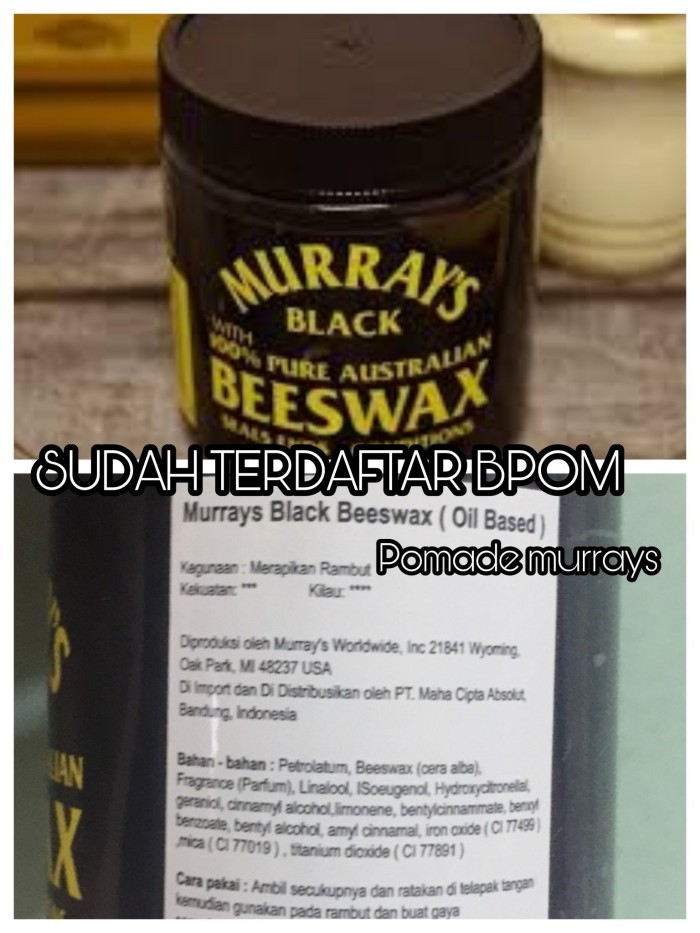 MURRAY'S
BLACK
WITH
100% PURE AUSTRALIAN
BEESWAX
SUDAH TERDAFTAR BPOM
Murrays Black Beeswax ( Oil Based )
Pomade murrays
Kegunaan : Merapikan Rambut
Kekuatan: *** Kilau: ****
Diproduksi oleh Murray's Worldwide, Inc 21841 Wyoming,
Oak Park, MI 48237 USA
Di Import dan Di Distribusikan oleh PT. Maha Cipta Absolut,
Bandung, Indonesia
Bahan - bahan : Petrolatum, Beeswax (cera alba),
Fragrance (Parfum), Linalool, ISoeugenol, Hydroxycitronellal,
geraniol, cinnamyl alcohol,limonene, bentylcinnammate, benxyl
benzoate, bentyl alcohol, amyl cinnamal, iron oxide ( CI 77499 )
,mica ( CI 77019 ) , titanium dioxide ( CI 77891 )
Cara pakai : Ambil secukupnya dan ratakan di telapak tangan
kemudian gunakan pada rambut dan buat gaya